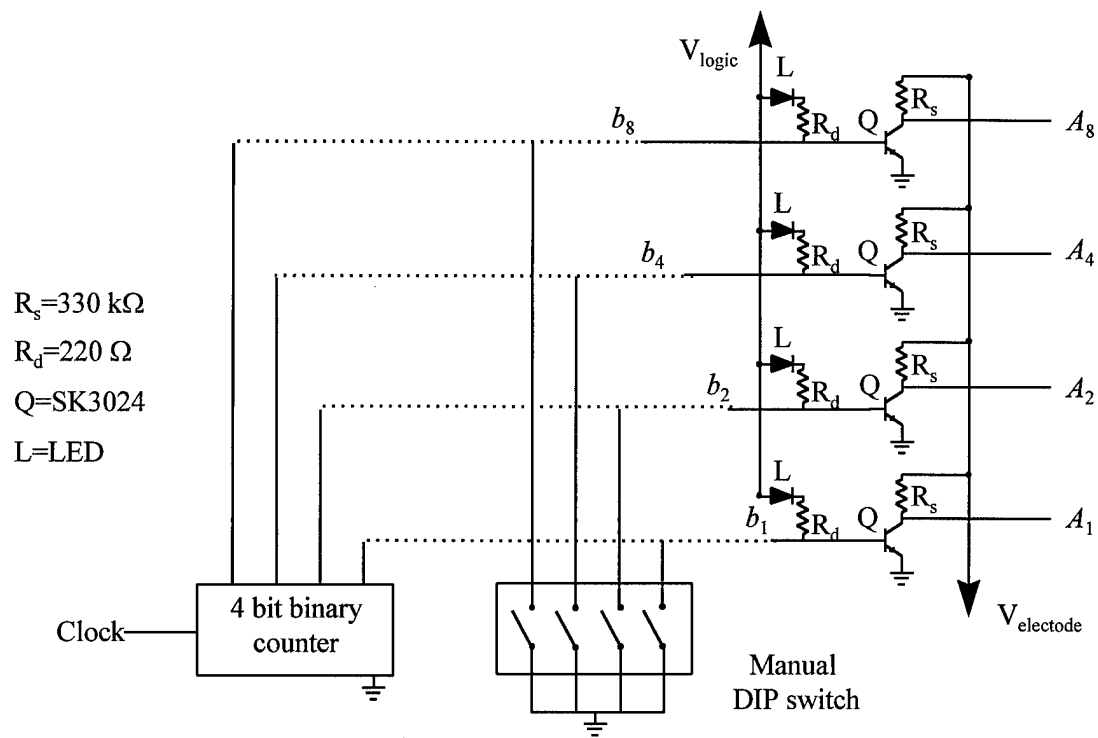 V_logic
L
R_s
b_8
R_d
Q
A_8
L
R_s
b_4
R_d
Q
A_4
R_s=330 kΩ
R_d=220 Ω
Q=SK3024
L=LED
L
R_s
b_2
R_d
Q
A_2
L
R_s
b_1
R_d
Q
A_1
4 bit binary
counter
Clock
V_electode
Manual
DIP switch